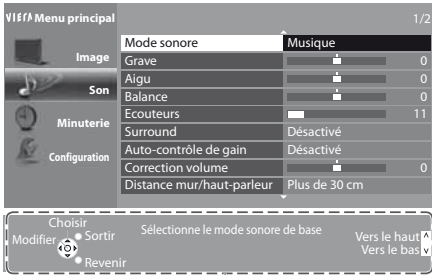 VIERA Menu principal 1/2
Image
Son
Minuterie
Configuration
Mode sonore Musique
Grave 0
Aigu 0
Balance 0
Ecouteurs 11
Surround Désactivé
Auto-contrôle de gain Désactivé
Correction volume 0
Distance mur/haut-parleur Plus de 30 cm
Choisir
Modifier
Sortir
Revenir
Sélectionne le mode sonore de base
Vers le haut
Vers le bas